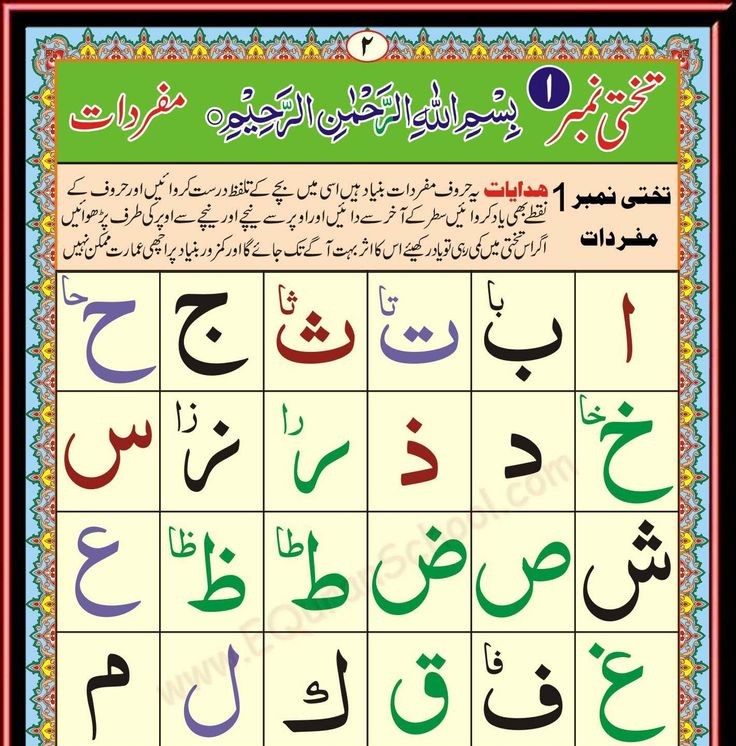 ۲
تختی نمبر ۱ بِسْمِ اللّٰهِ الرَّحْمٰنِ الرَّحِيْمِ ○ مفردات
تختی نمبر 1
مفردات
ھدایات یہ حروف مفردات بنیاد ہیں اسی میں بچے کے تلفظ درست کروائیں اور حروف کے
نقطے بھی یاد کروائیں سطر کے آخر سے دائیں اور اوپر سے نیچے اور نیچے سے اوپر کی طرف پڑھوائیں
اگر اس تختی میں کمی رہی تو یاد رکھیئے اس کا اثر بہت آگے تک جائے گا اور کمزور بنیاد پر اچھی عمارت ممکن نہیں
ا ب با ت تا ث ثا ج ح حا
خ خا د ذ ر را ز زا س
ش ص ض ط طا ظ ظا ع
غ ف فا ق ك ل م
www.EQuranSchool.com